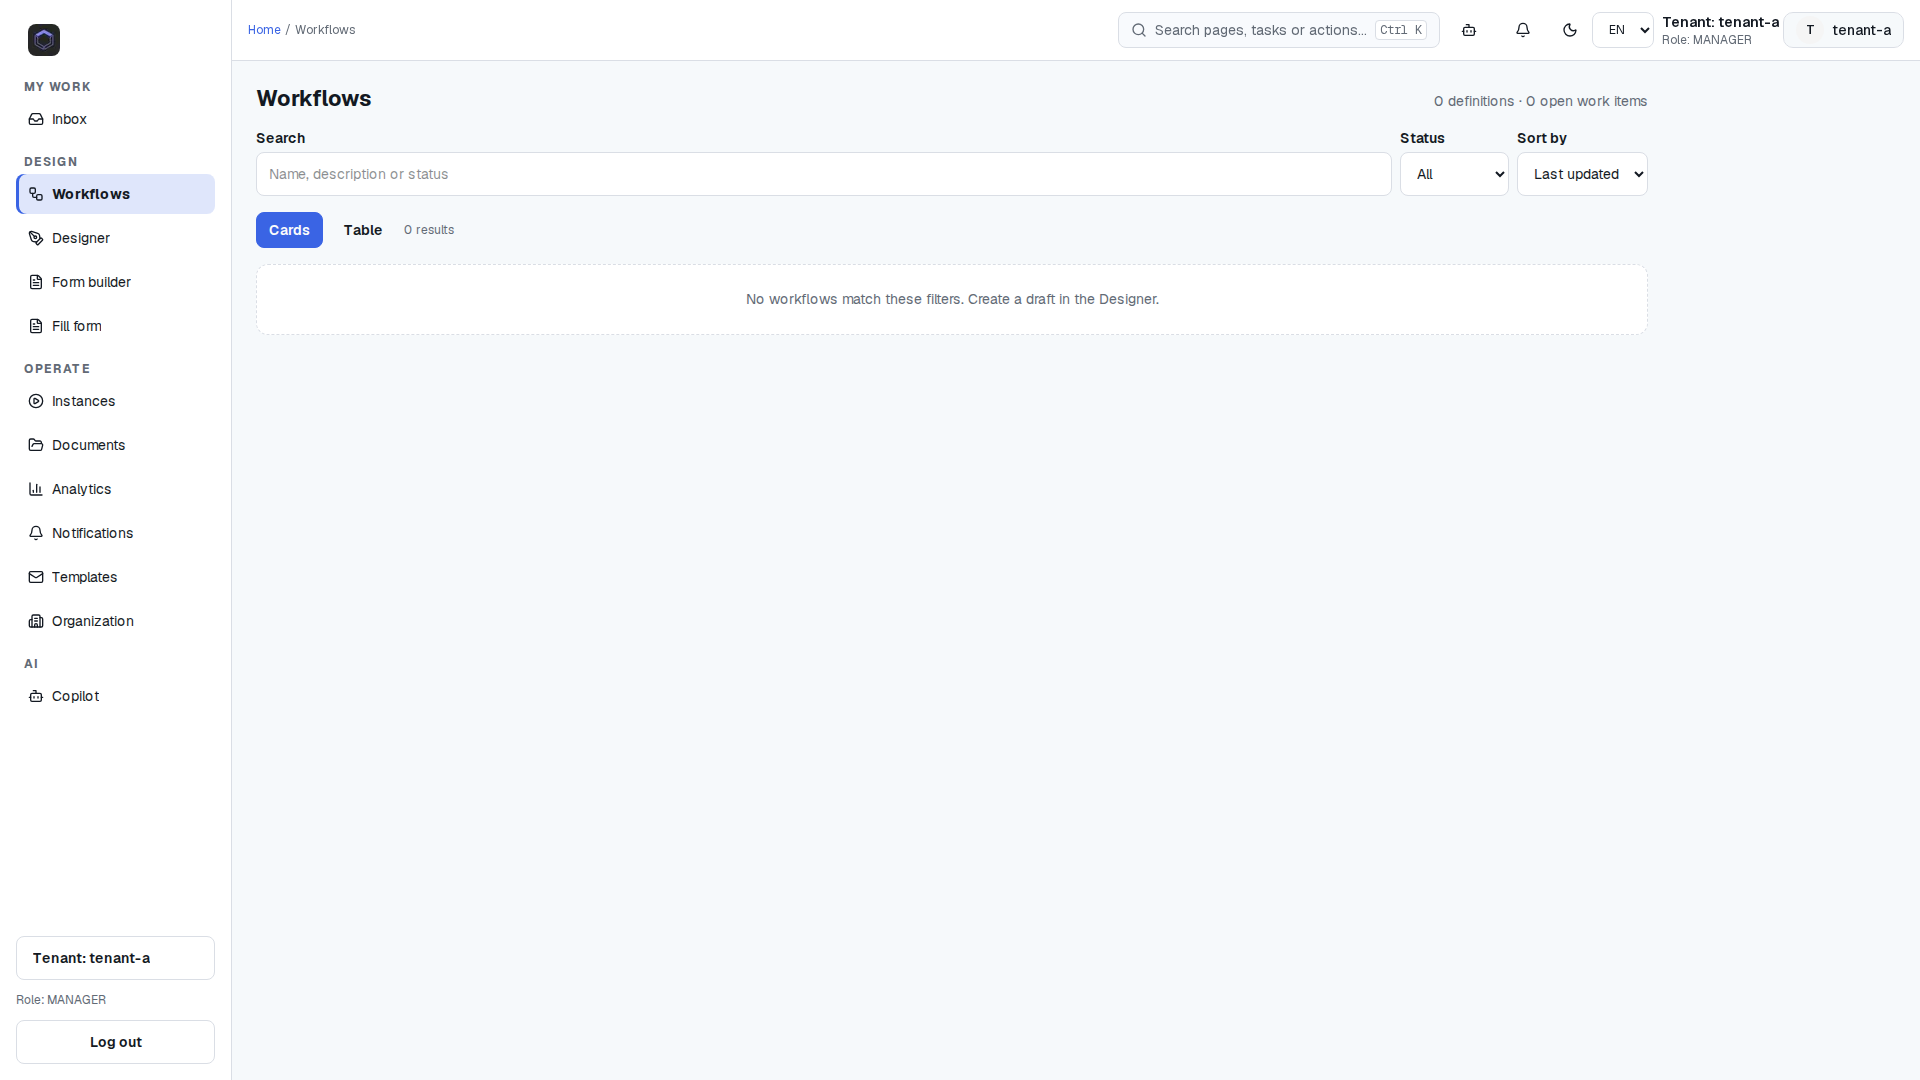 MY WORK
Inbox
DESIGN
Workflows
Designer
Form builder
Fill form
OPERATE
Instances
Documents
Analytics
Notifications
Templates
Organization
AI
Copilot
Tenant: tenant-a
Role: MANAGER
Log out
Home / Workflows
Search pages, tasks or actions... Ctrl K
EN
Tenant: tenant-a
Role: MANAGER
T tenant-a
Workflows
0 definitions · 0 open work items
Search
Name, description or status
Status
All
Sort by
Last updated
Cards
Table
0 results
No workflows match these filters. Create a draft in the Designer.